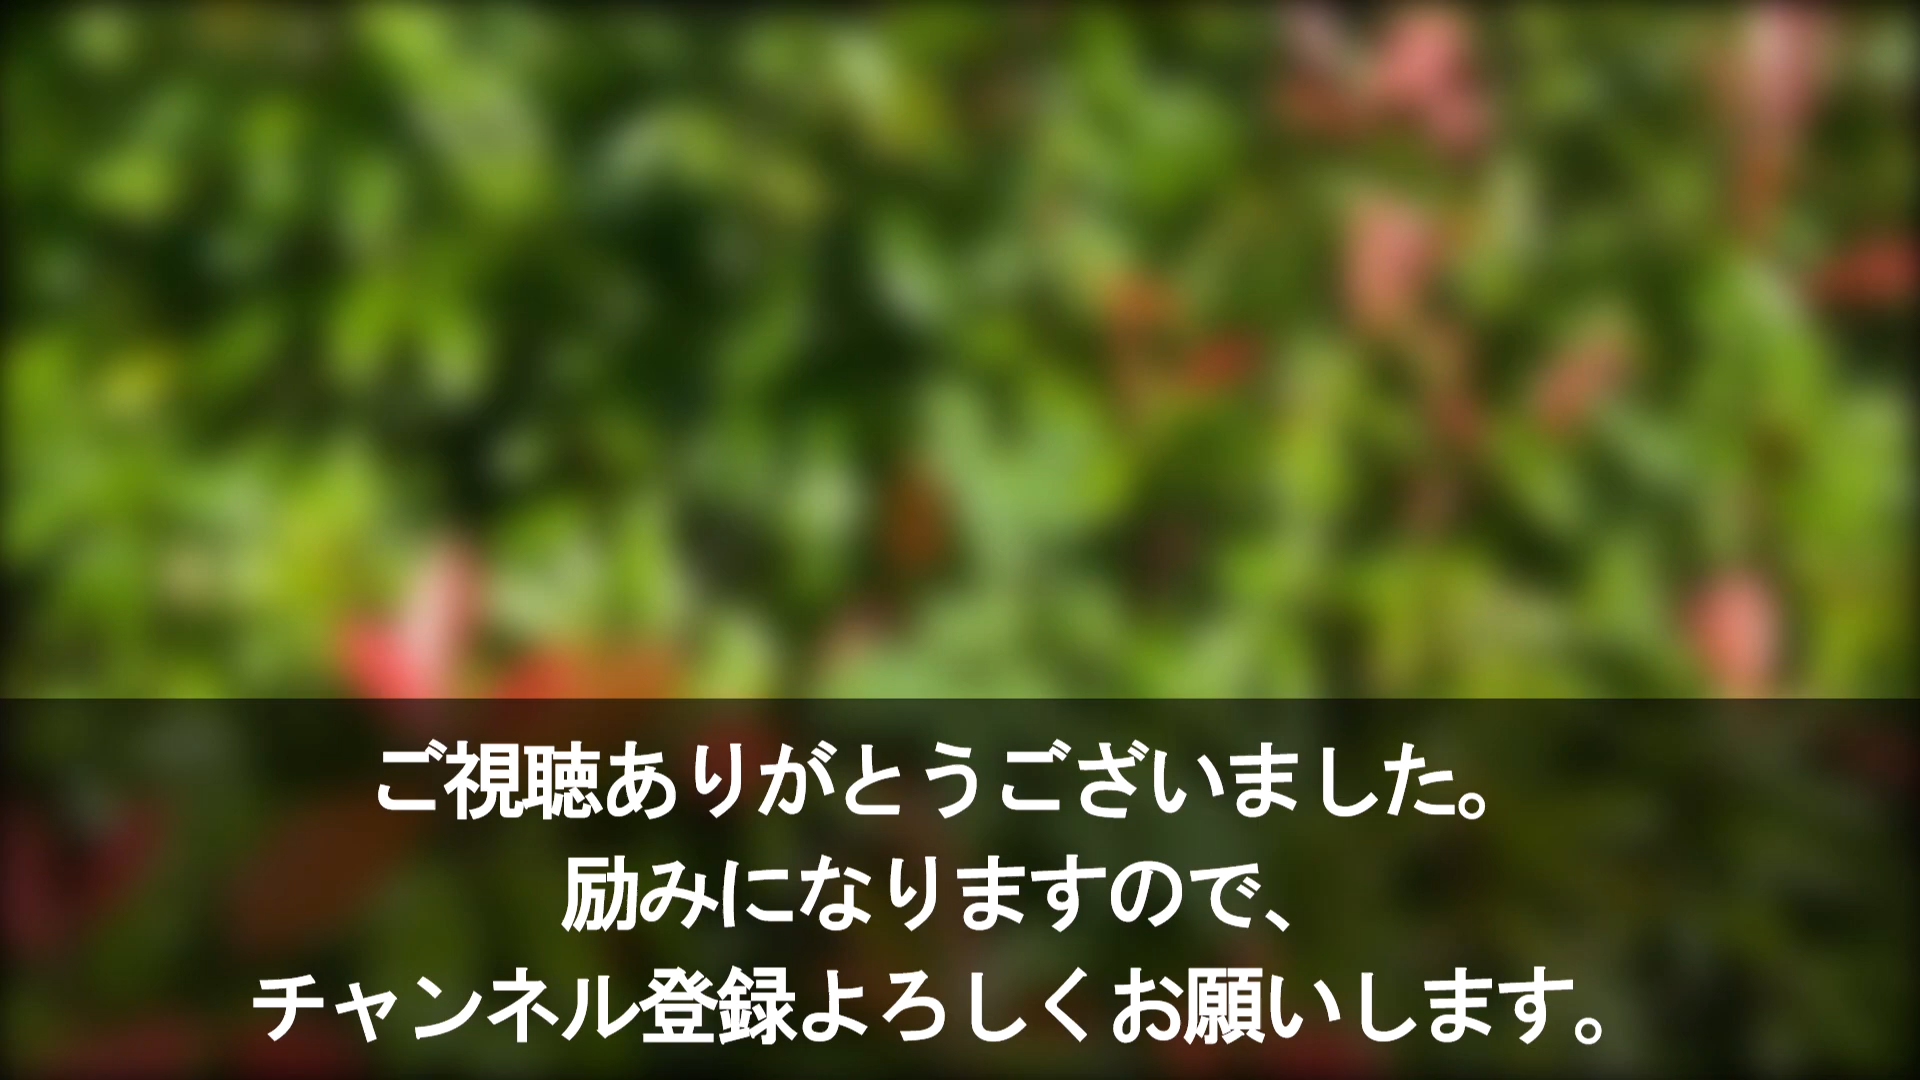 ご視聴ありがとうございました。
励みになりますので、
チャンネル登録よろしくお願いします。